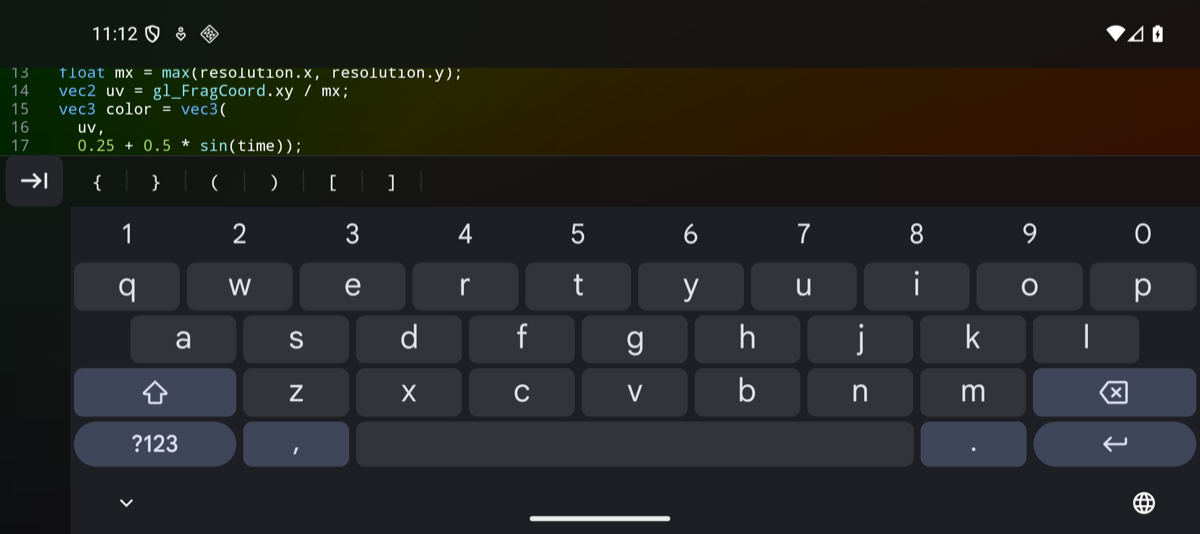 11:12
13 float mx = max(resolution.x, resolution.y);
14 vec2 uv = gl_FragCoord.xy / mx;
15 vec3 color = vec3(
16 uv,
17 0.25 + 0.5 * sin(time));
{ } ( ) [ ]
1 2 3 4 5 6 7 8 9 0
q w e r t y u i o p
a s d f g h j k l
z x c v b n m
?123 , .